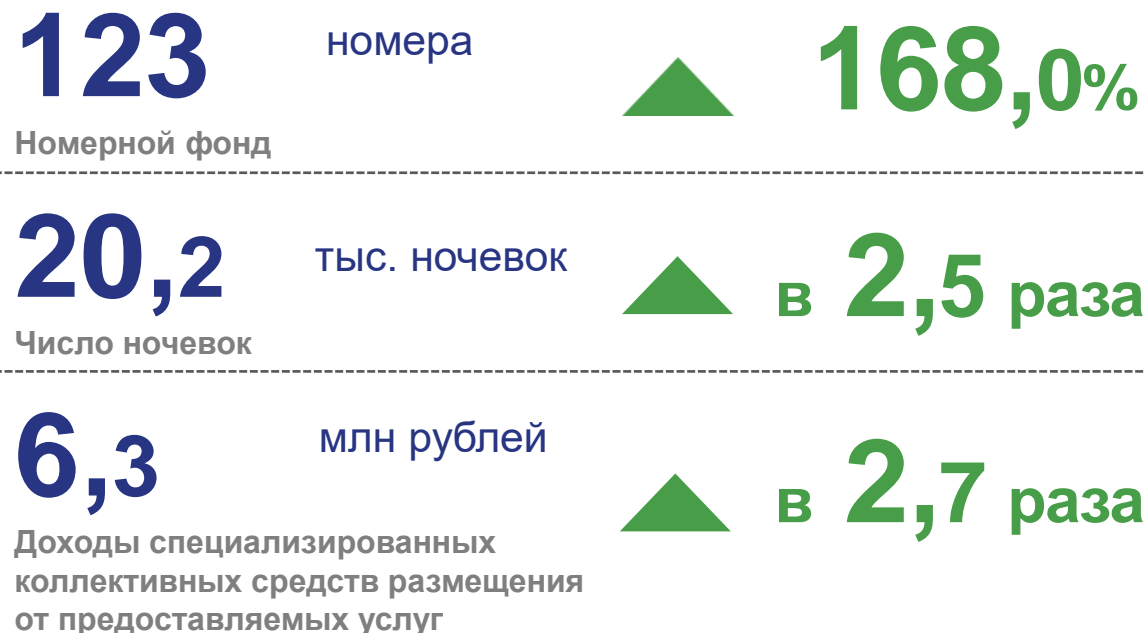 123 номера 168,0%
Номерной фонд
20,2 тыс. ночевок в 2,5 раза
Число ночевок
6,3 млн рублей в 2,7 раза
Доходы специализированных
коллективных средств размещения
от предоставляемых услуг